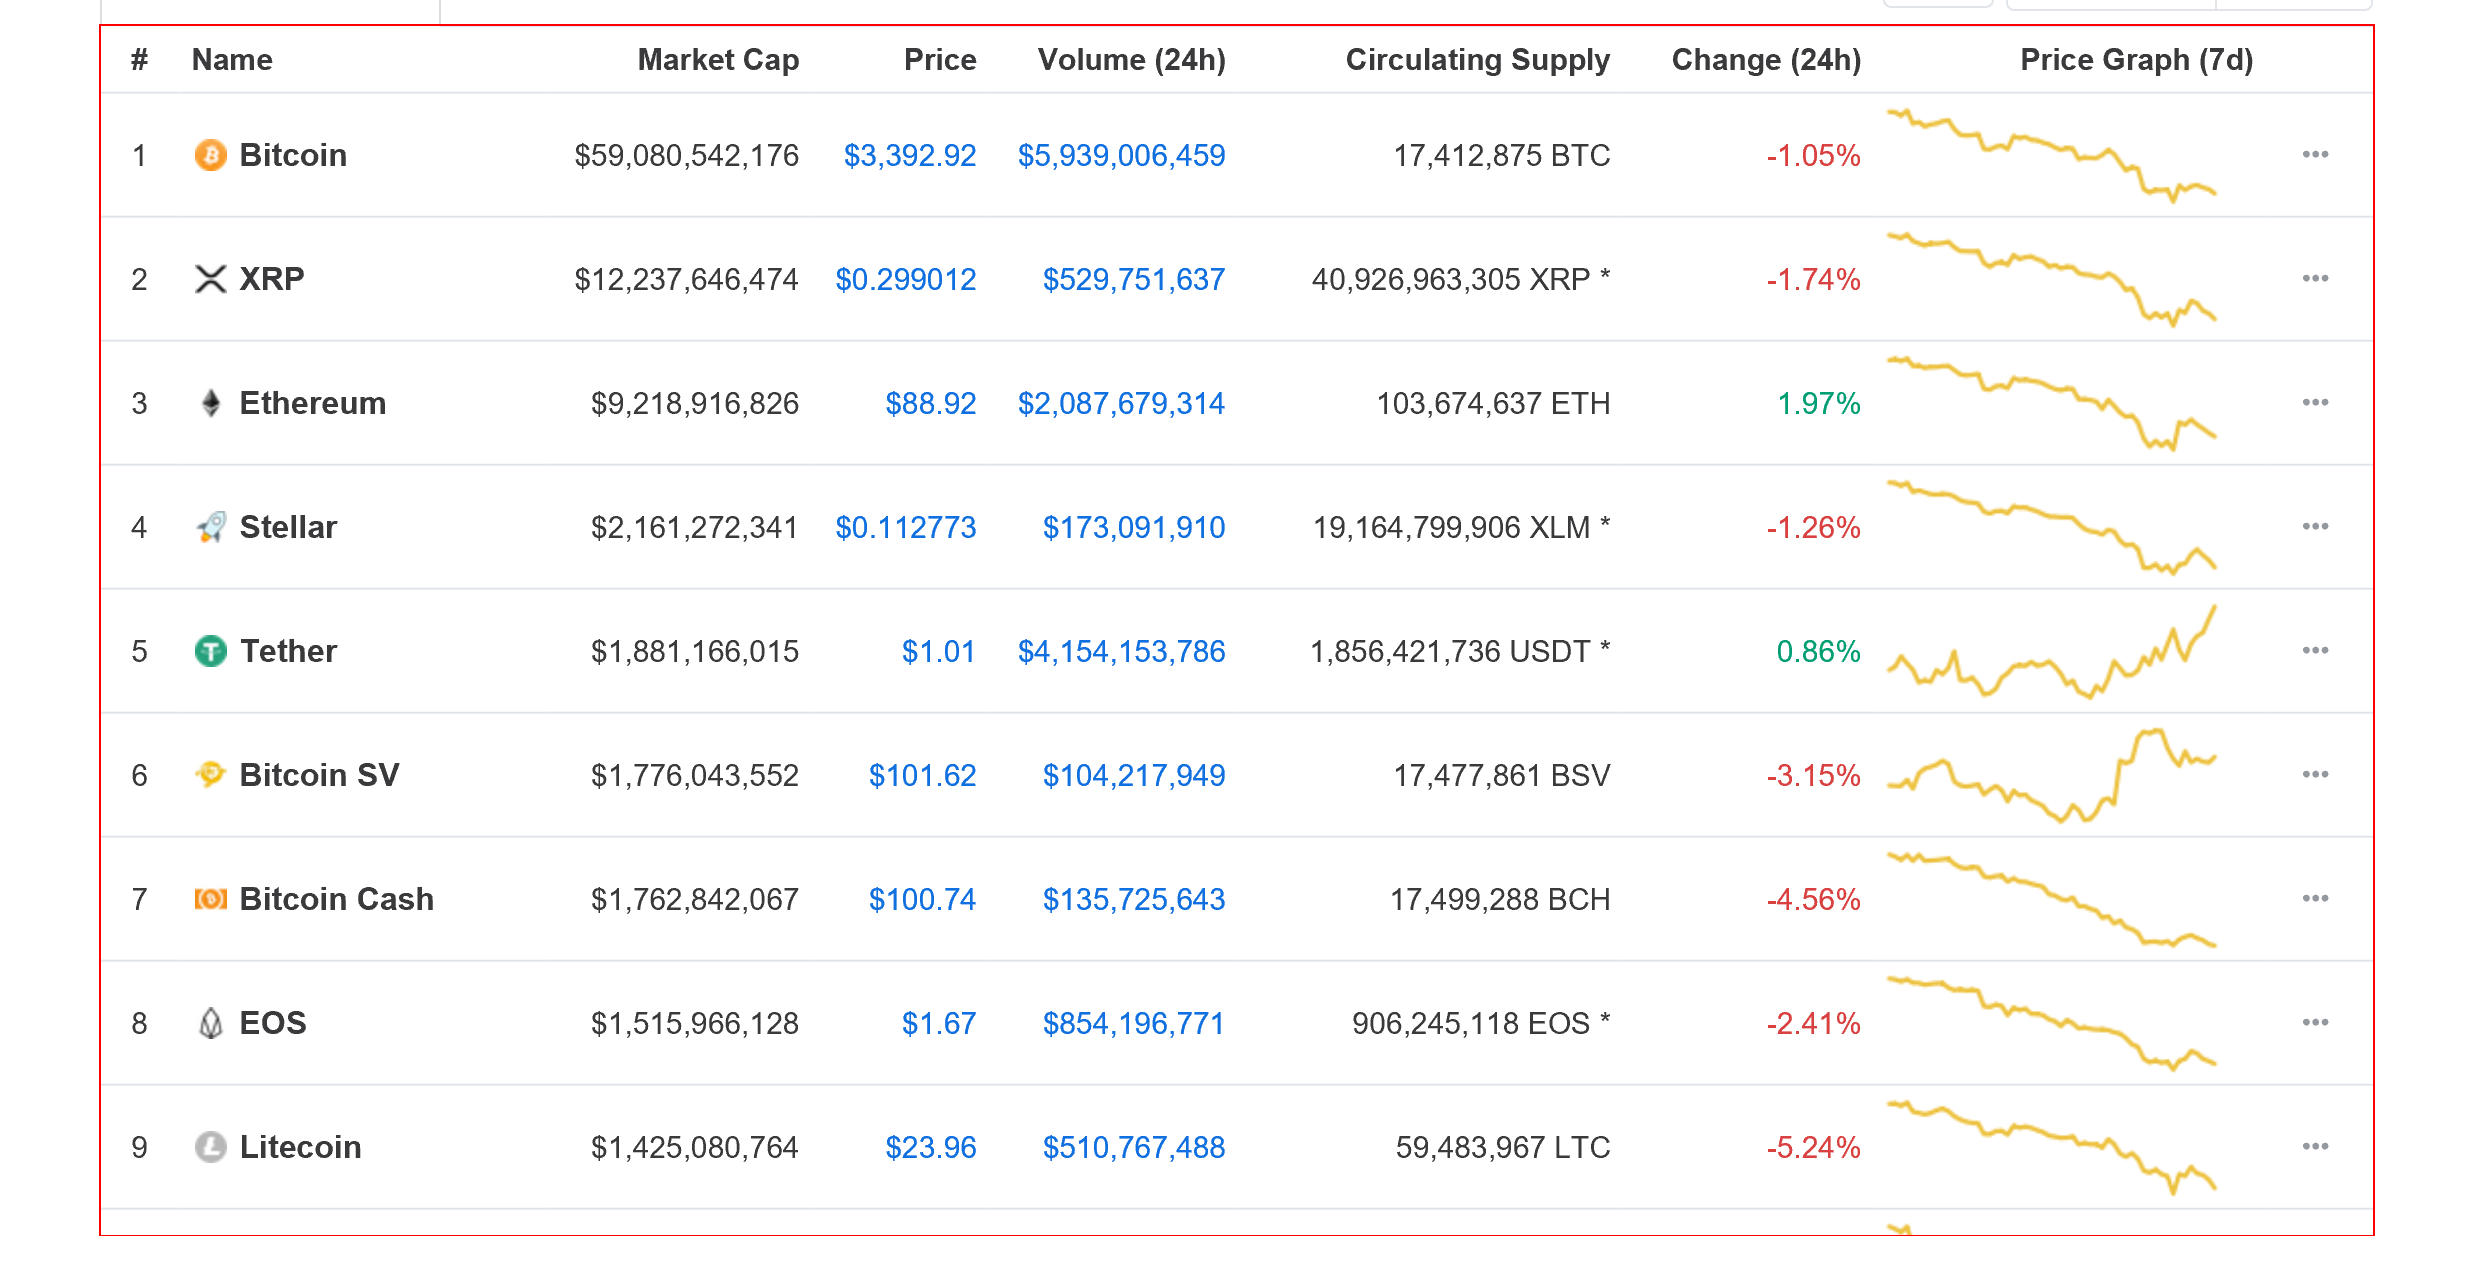 # Name Market Cap Price Volume (24h) Circulating Supply Change (24h) Price Graph (7d)
1 Bitcoin $59,080,542,176 $3,392.92 $5,939,006,459 17,412,875 BTC -1.05%
2 XRP $12,237,646,474 $0.299012 $529,751,637 40,926,963,305 XRP * -1.74%
3 Ethereum $9,218,916,826 $88.92 $2,087,679,314 103,674,637 ETH 1.97%
4 Stellar $2,161,272,341 $0.112773 $173,091,910 19,164,799,906 XLM * -1.26%
5 Tether $1,881,166,015 $1.01 $4,154,153,786 1,856,421,736 USDT * 0.86%
6 Bitcoin SV $1,776,043,552 $101.62 $104,217,949 17,477,861 BSV -3.15%
7 Bitcoin Cash $1,762,842,067 $100.74 $135,725,643 17,499,288 BCH -4.56%
8 EOS $1,515,966,128 $1.67 $854,196,771 906,245,118 EOS * -2.41%
9 Litecoin $1,425,080,764 $23.96 $510,767,488 59,483,967 LTC -5.24%